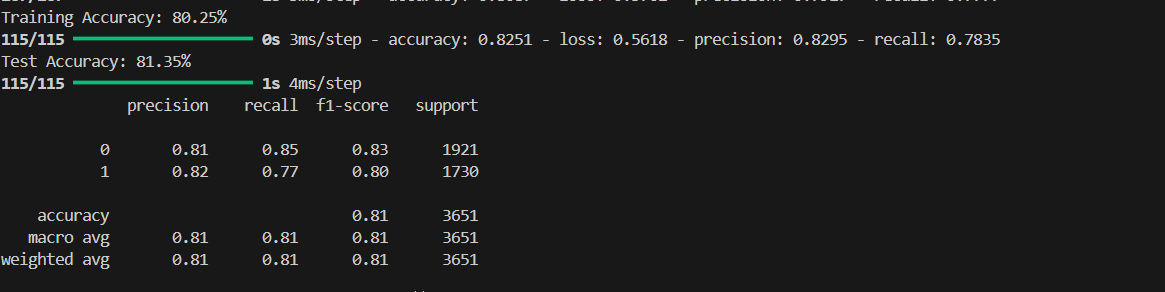 Training Accuracy: 80.25%
115/115 0s 3ms/step - accuracy: 0.8251 - loss: 0.5618 - precision: 0.8295 - recall: 0.7835
Test Accuracy: 81.35%
115/115 1s 4ms/step
precision recall f1-score support
0 0.81 0.85 0.83 1921
1 0.82 0.77 0.80 1730
accuracy 0.81 3651
macro avg 0.81 0.81 0.81 3651
weighted avg 0.81 0.81 0.81 3651